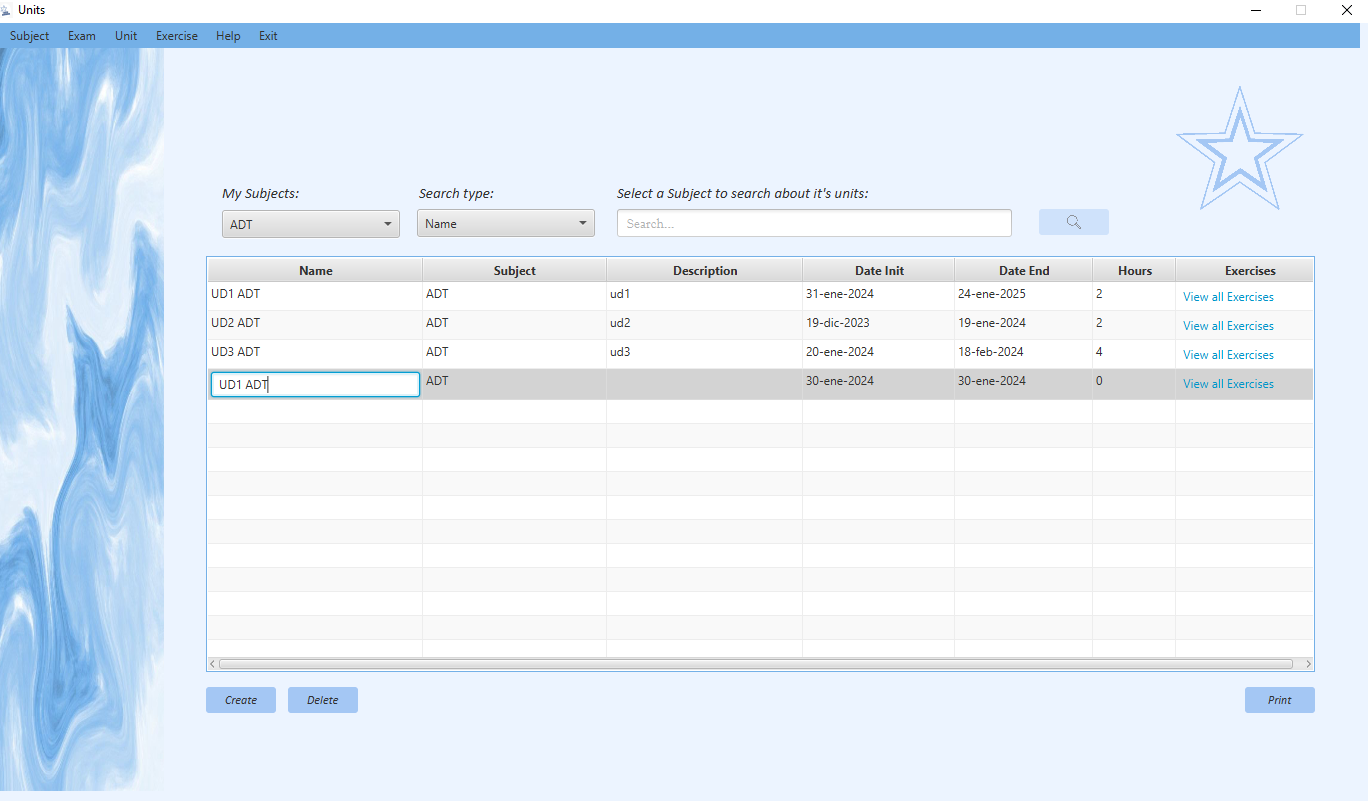 Units
Subject Exam Unit Exercise Help Exit
My Subjects: Search type: Select a Subject to search about it's units:
ADT Name Search...
Name Subject Description Date Init Date End Hours Exercises
UD1 ADT ADT ud1 31-ene-2024 24-ene-2025 2 View all Exercises
UD2 ADT ADT ud2 19-dic-2023 19-ene-2024 2 View all Exercises
UD3 ADT ADT ud3 20-ene-2024 18-feb-2024 4 View all Exercises
UD1 ADT ADT 30-ene-2024 30-ene-2024 0 View all Exercises
Create Delete Print